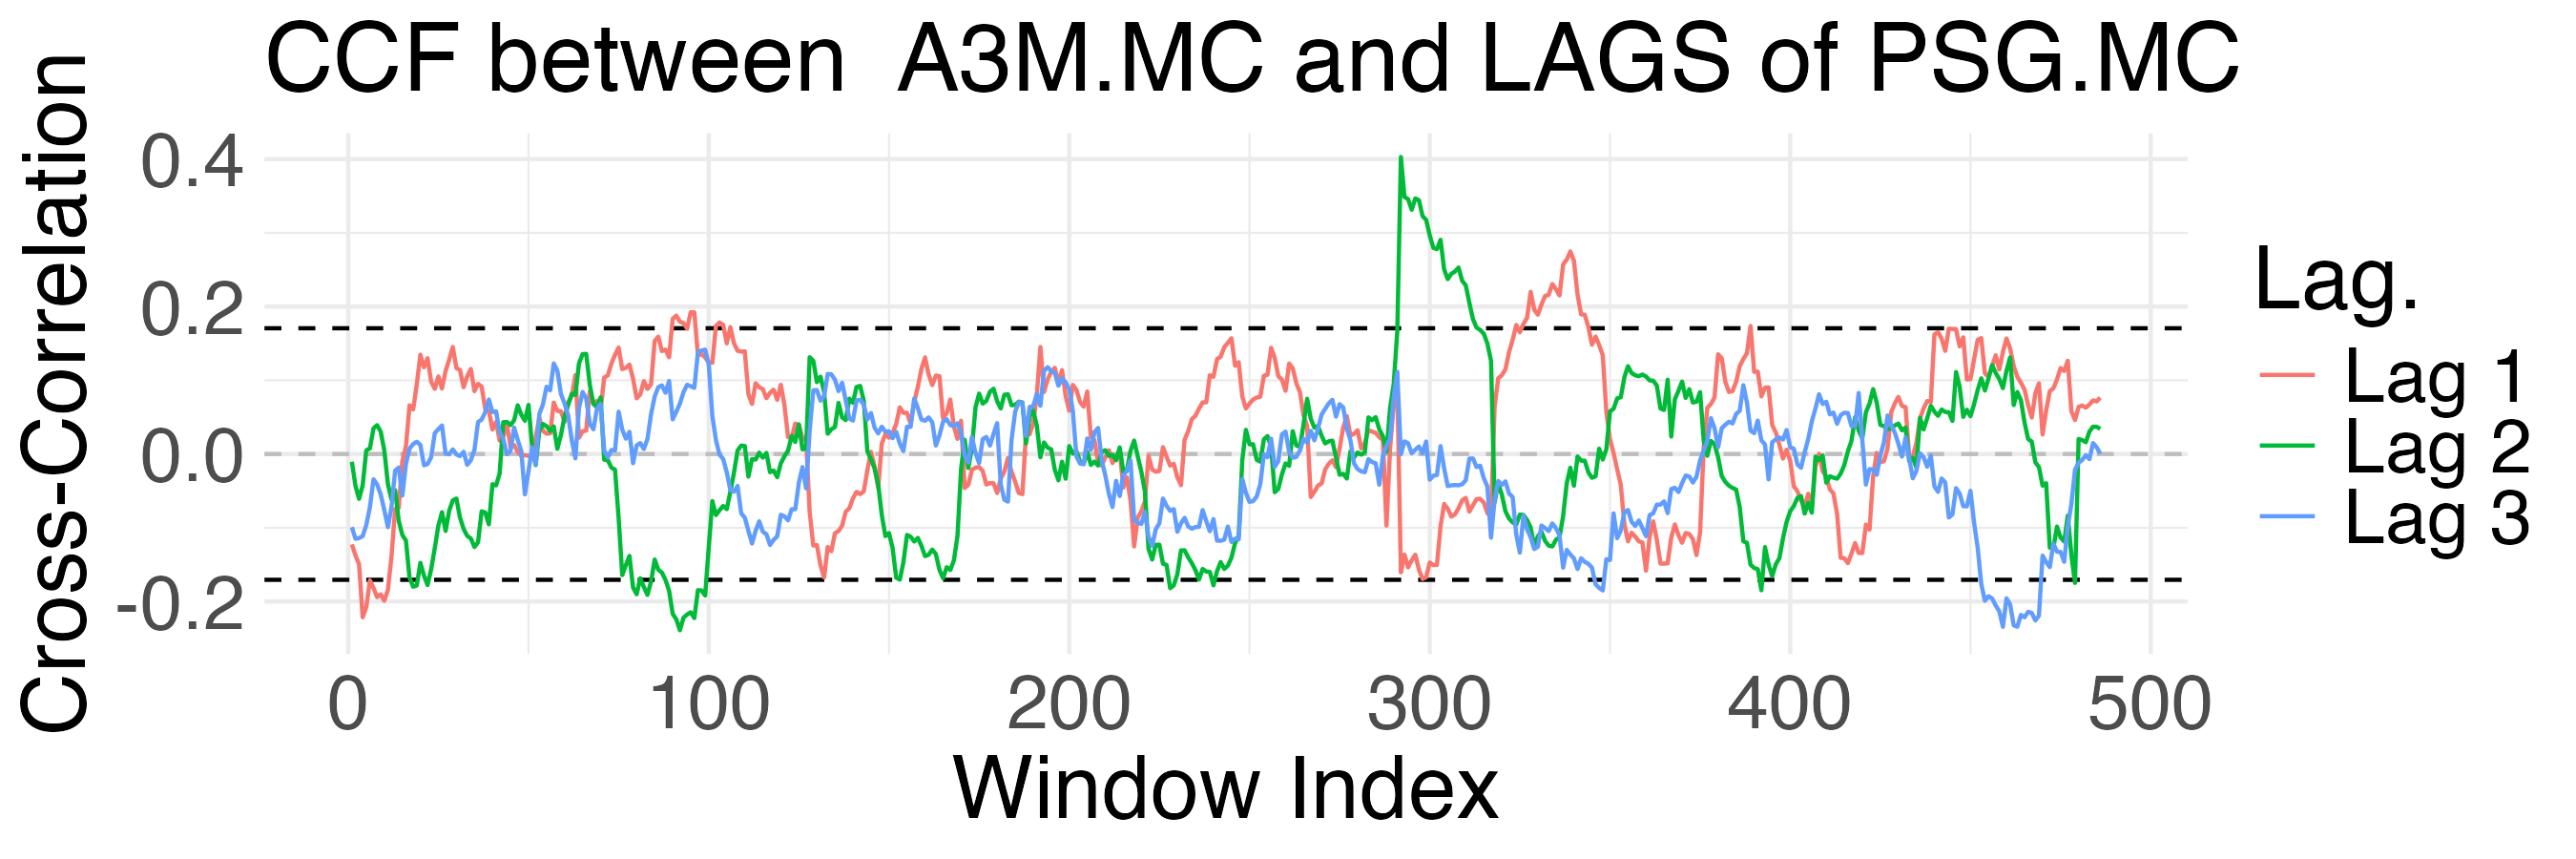 CCF between  A3M.MC and LAGS of PSG.MC
Cross-Correlation
0.4
0.2
0.0
-0.2
0 100 200 300 400 500
Window Index
Lag.
Lag 1
Lag 2
Lag 3